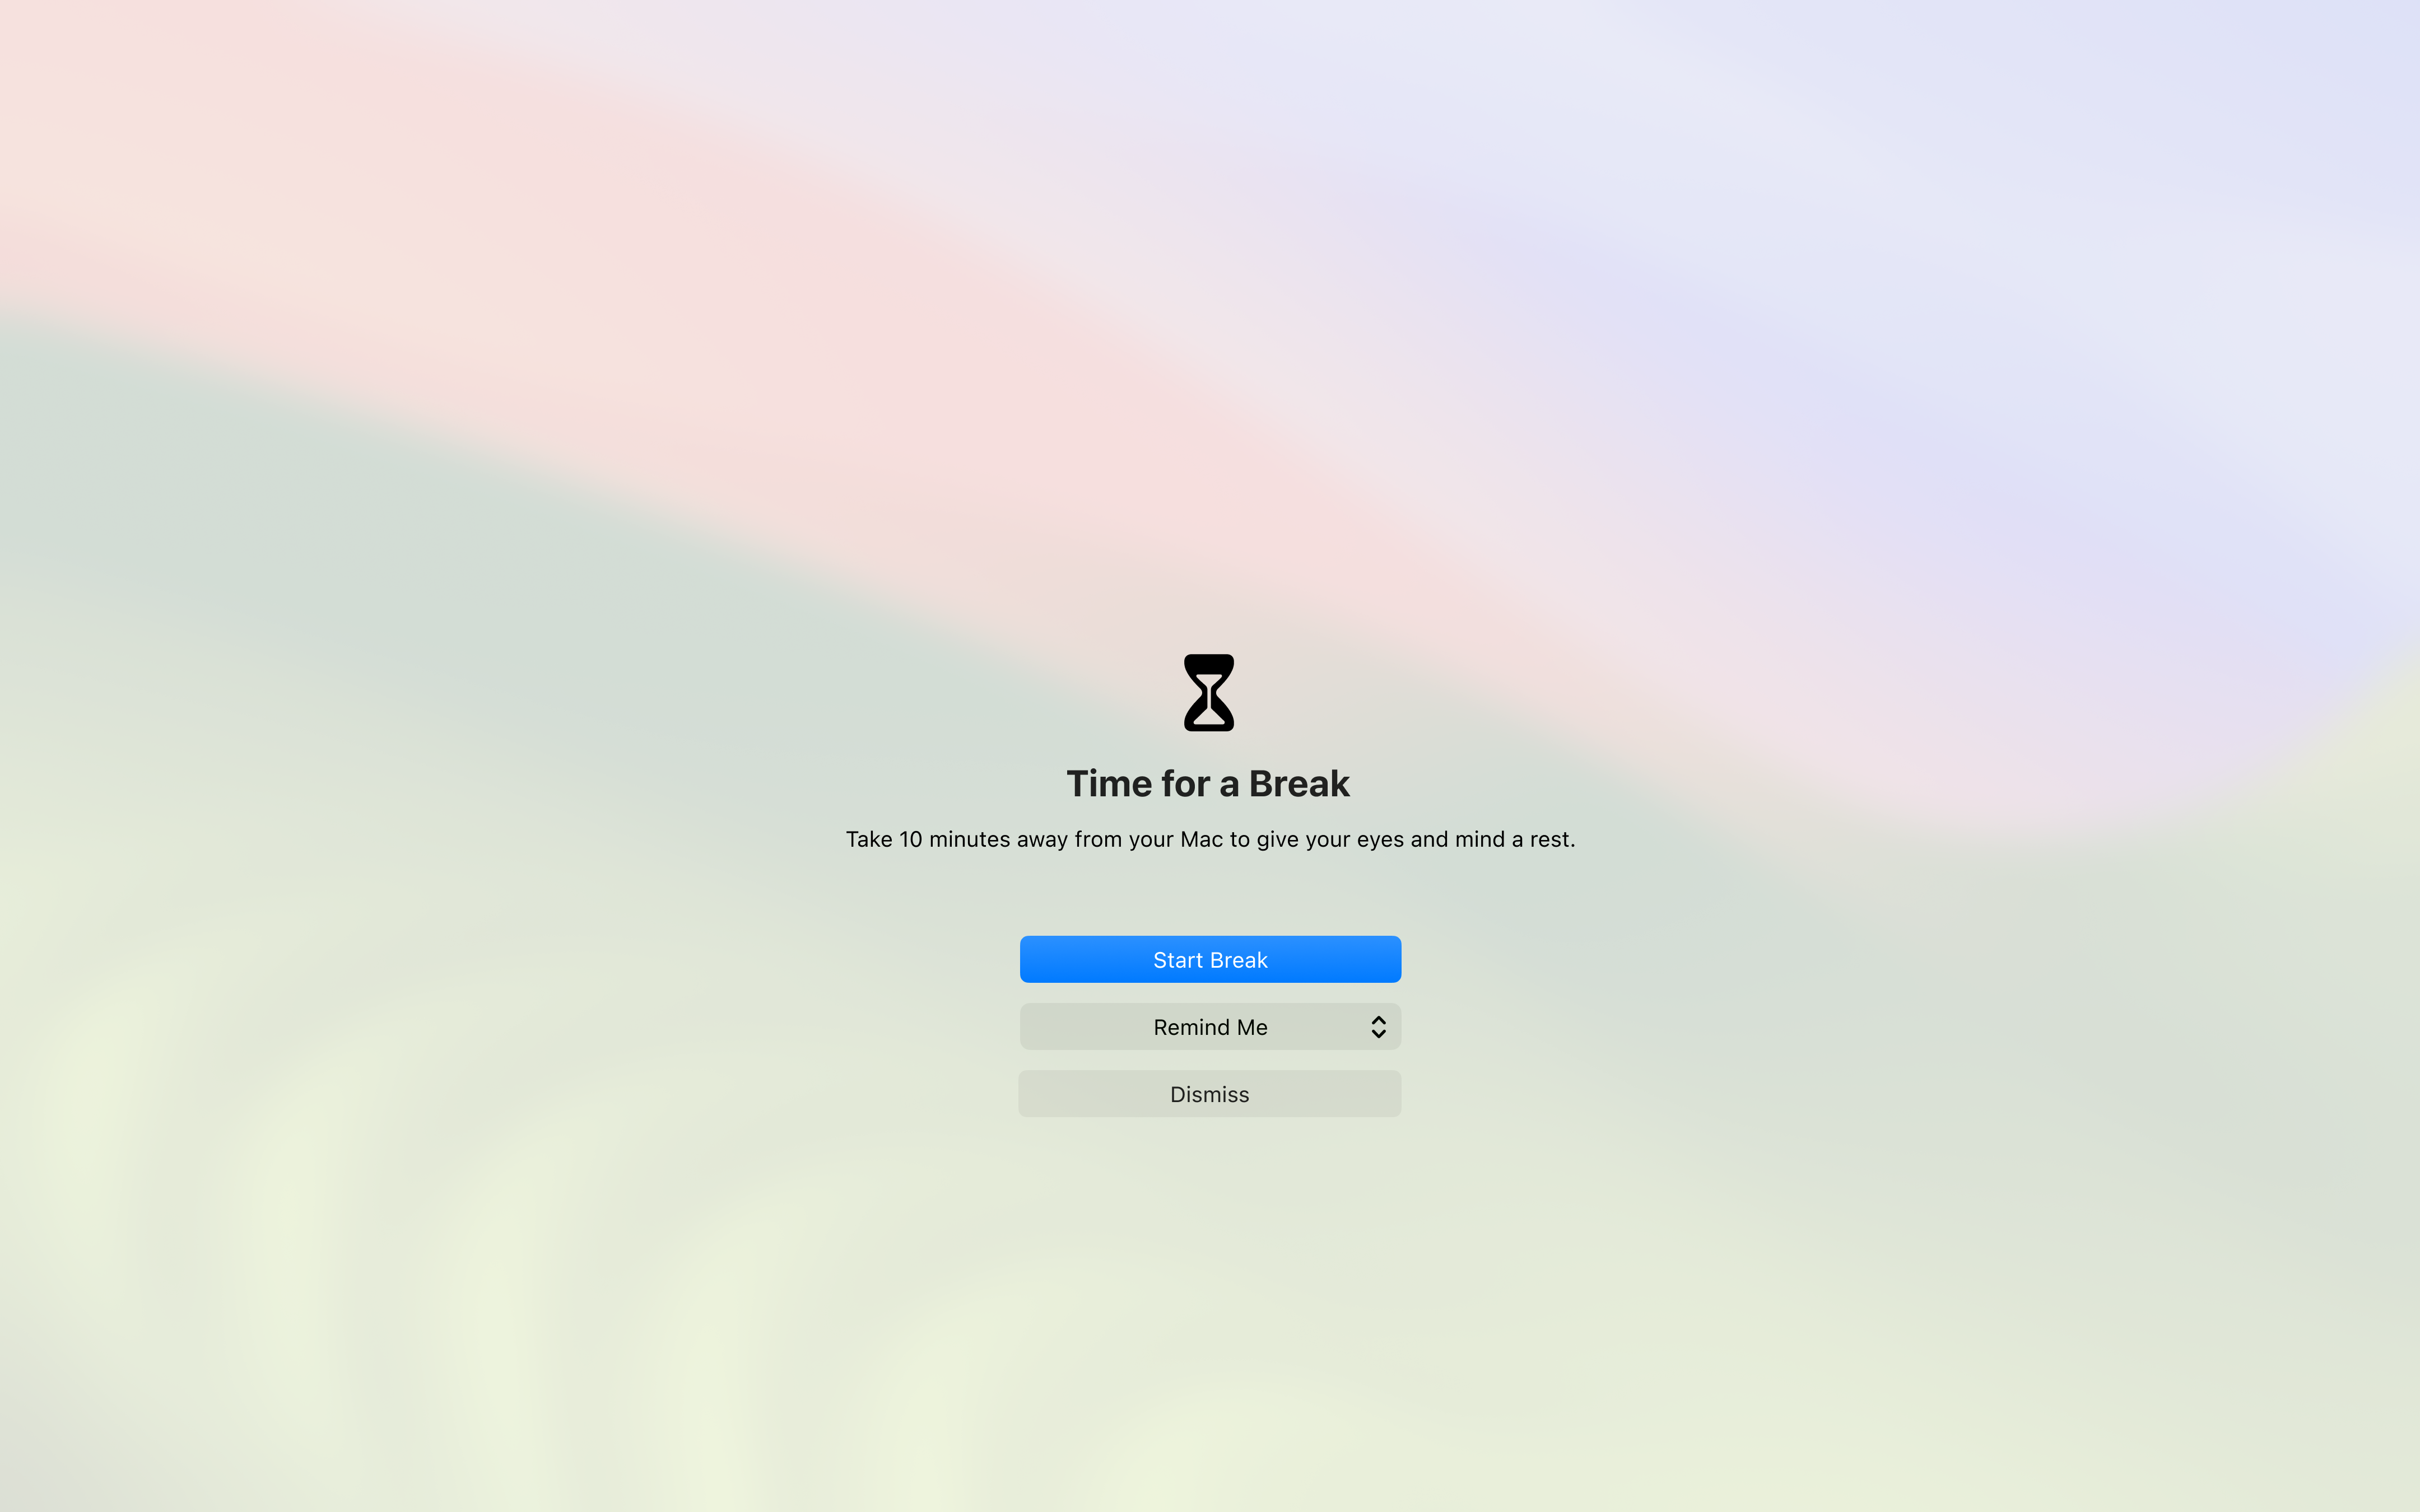 Time for a Break
Take 10 minutes away from your Mac to give your eyes and mind a rest.
Start Break
Remind Me
Dismiss